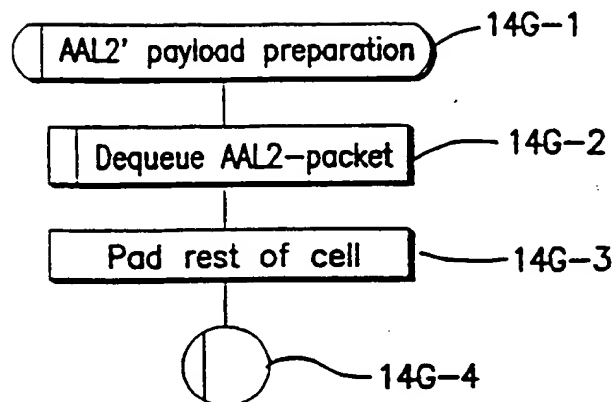 AAL2' payload preparation
14G-1
Dequeue AAL2-packet
14G-2
Pad rest of cell
14G-3
14G-4